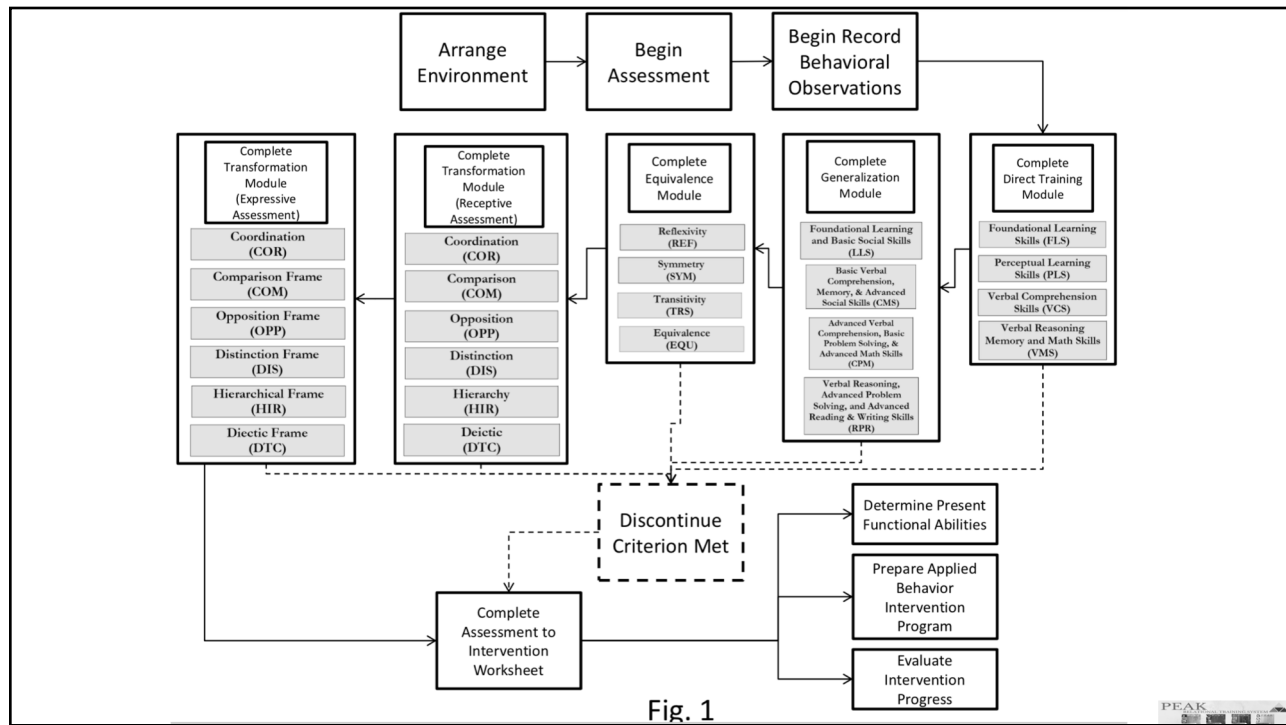 Arrange
Environment
Begin
Assessment
Begin Record
Behavioral
Observations
Complete
Transformation
Module
(Expressive
Assessment)
Coordination
(COR)
Comparison Frame
(COM)
Opposition Frame
(OPP)
Distinction Frame
(DIS)
Hierarchical Frame
(HIR)
Diectic Frame
(DTC)
Complete
Transformation
Module
(Receptive
Assessment)
Coordination
(COR)
Comparison
(COM)
Opposition
(OPP)
Distinction
(DIS)
Hierarchy
(HIR)
Deictic
(DTC)
Complete
Equivalence
Module
Reflexivity
(REF)
Symmetry
(SYM)
Transitivity
(TRS)
Equivalence
(EQU)
Complete
Generalization
Module
Foundational Learning
and Basic Social Skills
(LLS)
Basic Verbal
Comprehension,
Memory, & Advanced
Social Skills (CMS)
Advanced Verbal
Comprehension, Basic
Problem Solving, &
Advanced Math Skills
(CPM)
Verbal Reasoning,
Advanced Problem
Solving, and Advanced
Reading & Writing Skills
(RPR)
Complete
Direct Training
Module
Foundational Learning
Skills (FLS)
Perceptual Learning
Skills (PLS)
Verbal Comprehension
Skills (VCS)
Verbal Reasoning
Memory and Math Skills
(VMS)
Discontinue
Criterion Met
Complete
Assessment to
Intervention
Worksheet
Determine Present
Functional Abilities
Prepare Applied
Behavior
Intervention
Program
Evaluate
Intervention
Progress
Fig. 1
PEAK
RELATIONAL TRAINING SYSTEM